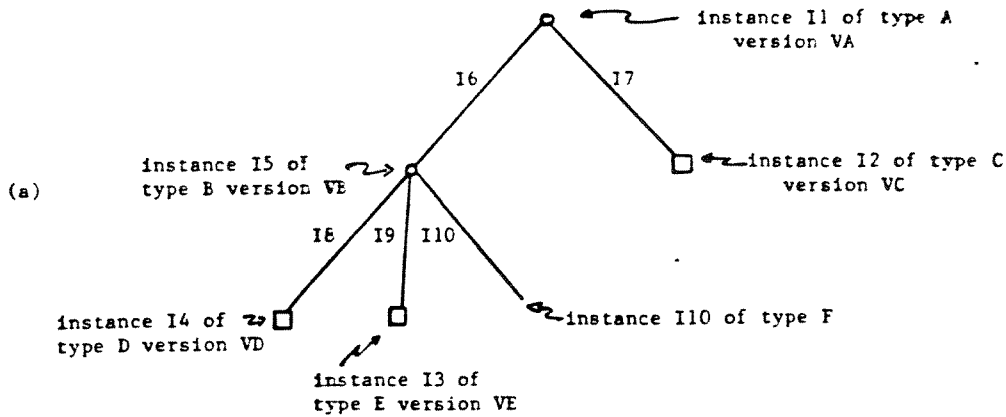 instance I1 of type A
version VA
I6
I7
instance I5 of
type B version VB
instance I2 of type C
version VC
(a)
I8
I9
I10
instance I4 of
type D version VD
instance I10 of type F
instance I3 of
type E version VE